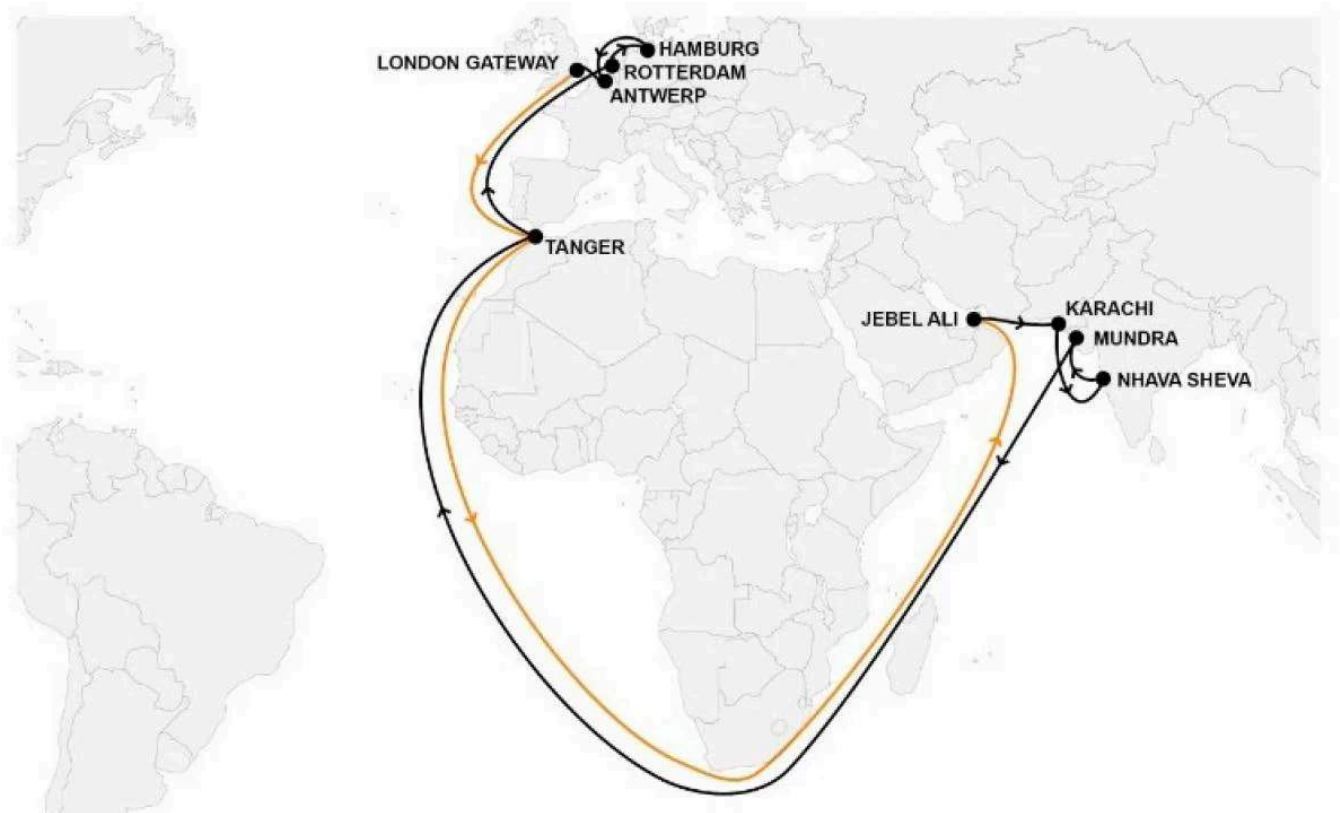 HAMBURG
LONDON GATEWAY
ROTTERDAM
ANTWERP
TANGER
KARACHI
JEBEL ALI
MUNDRA
NHAVA SHEVA